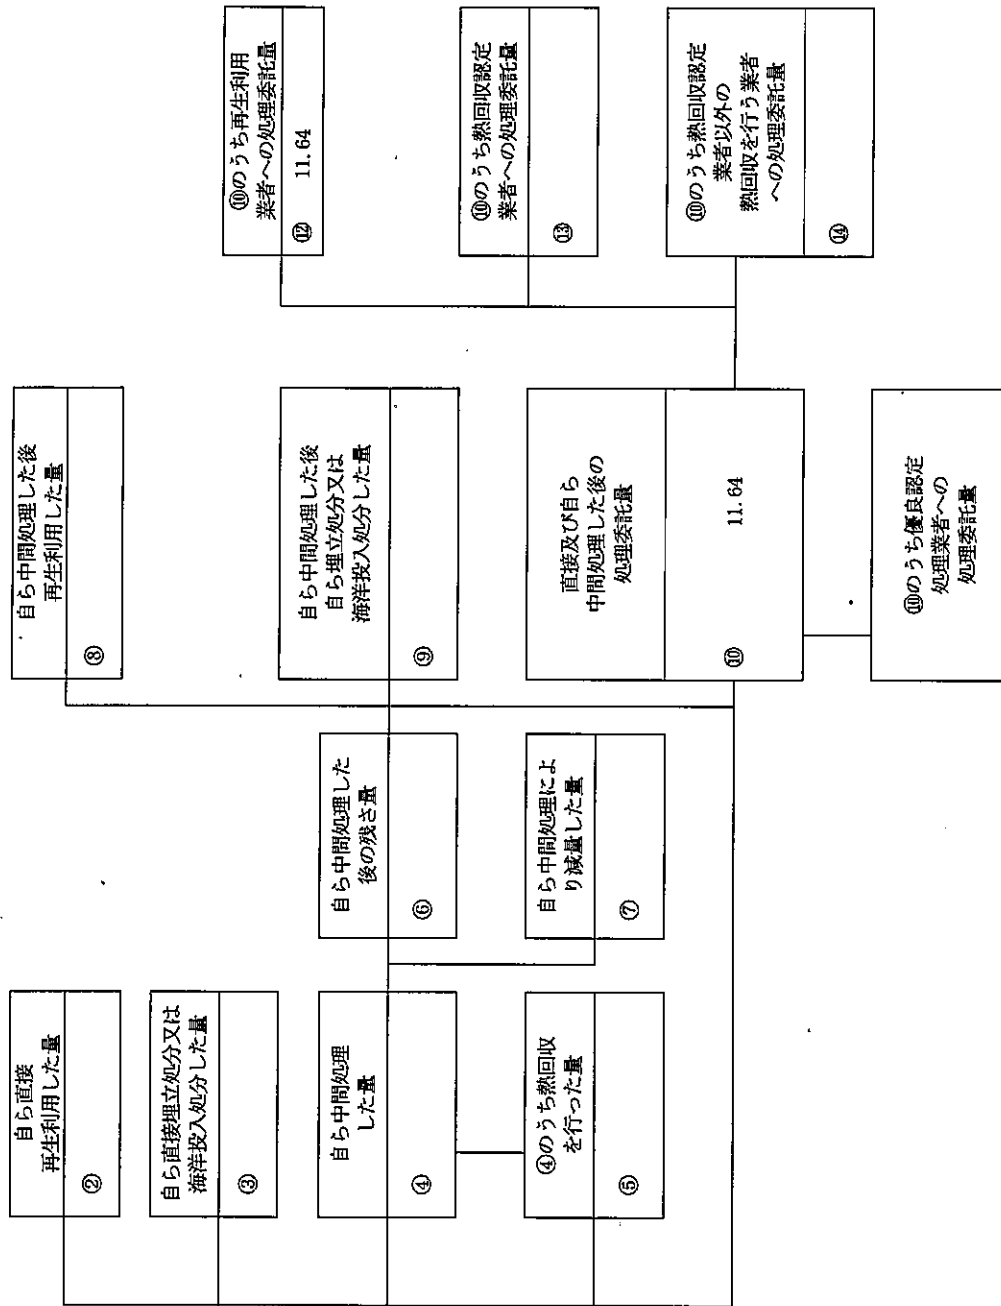 自ら直接
再生利用した量
②
自ら直接埋立処分又は
海洋投入処分した量
③
自ら中間処理
した量
④
④のうち熱回収
を行った量
⑤
自ら中間処理した
後の残さ量
⑥
自ら中間処理によ
り減量した量
⑦
自ら中間処理した後
再生利用した量
⑧
自ら中間処理した後
自ら埋立処分又は
海洋投入処分した量
⑨
直接及び自ら
中間処理した後の
処理委託量
⑩ 11.64
⑩のうち優良認定
処理業者への
処理委託量
⑩のうち再生利用
業者への処理委託量
⑫ 11.64
⑩のうち熱回収認定
業者への処理委託量
⑬
⑩のうち熱回収認定
業者以外の
熱回収を行う業者
への処理委託量
⑭